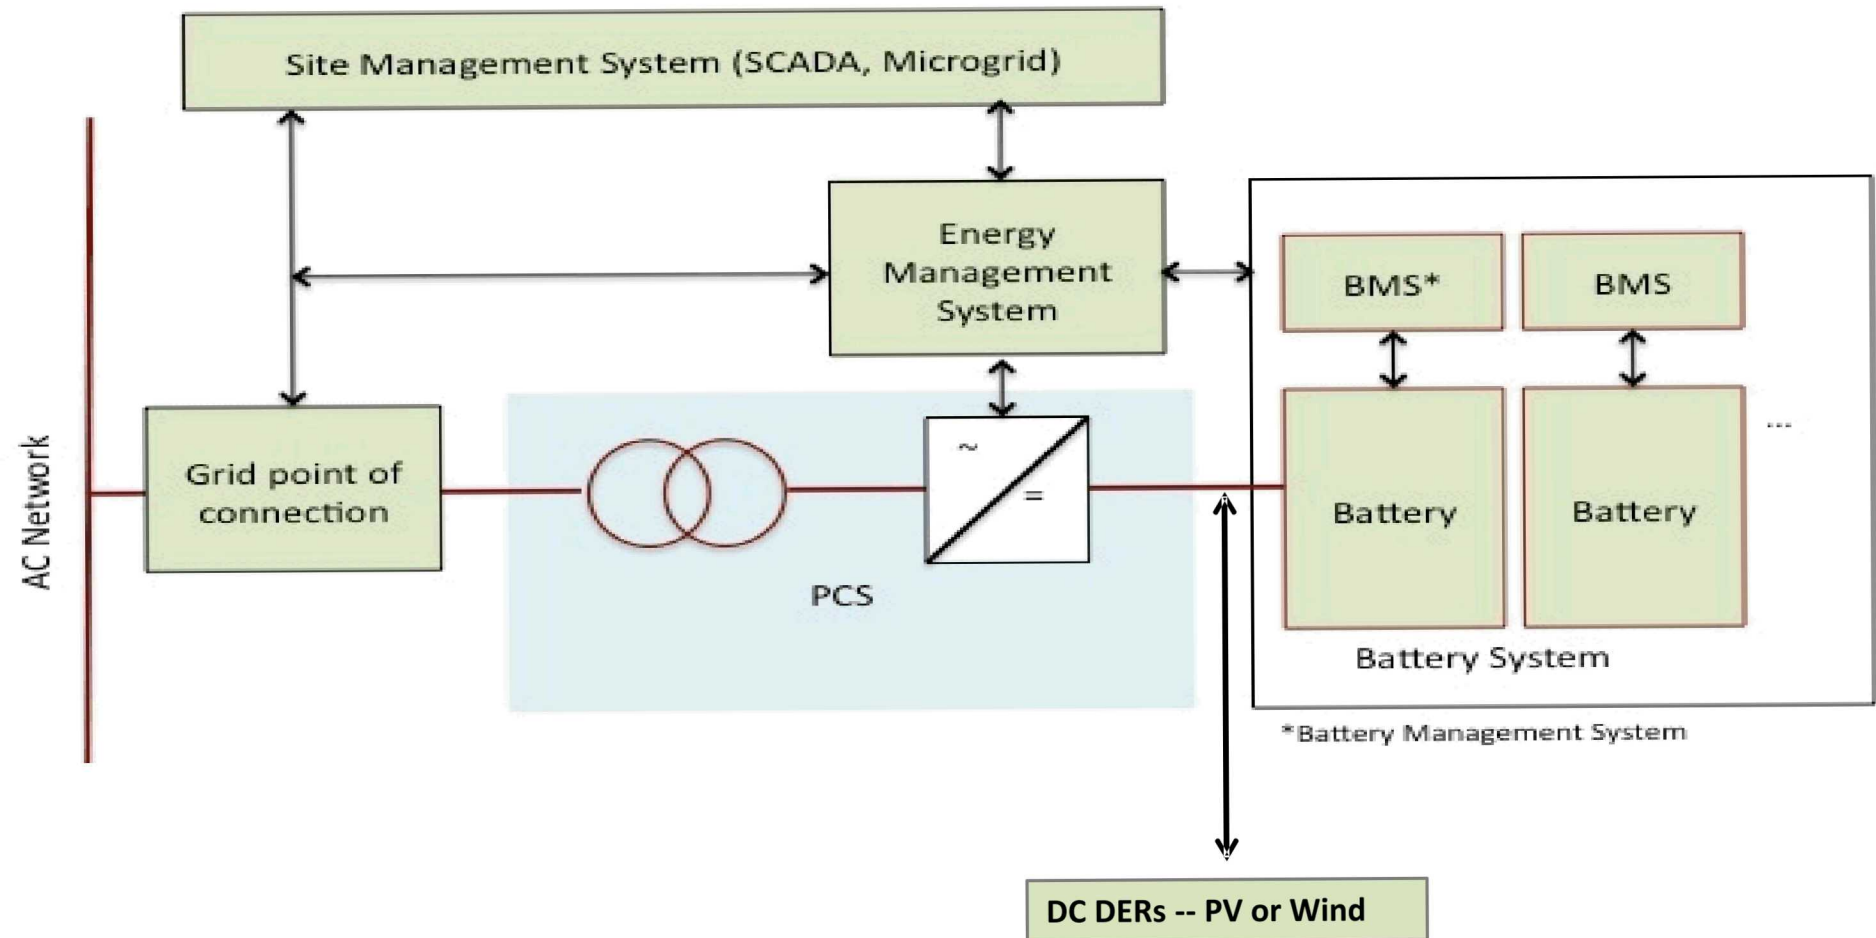 Site Management System (SCADA, Microgrid)
Energy
Management
System
BMS*
BMS
AC Network
Grid point of
connection
~
=
PCS
Battery
Battery
...
Battery System
*Battery Management System
DC DERs -- PV or Wind